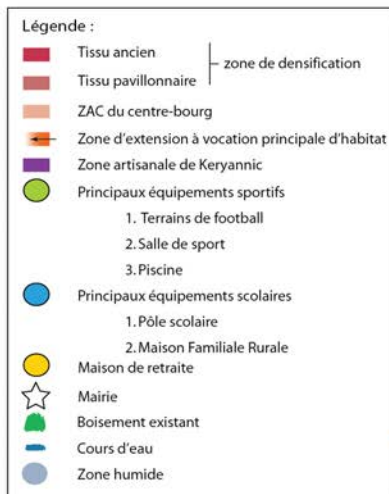 Légende :
Tissu ancien
zone de densification
Tissu pavillonnaire
ZAC du centre-bourg
Zone d'extension à vocation principale d'habitat
Zone artisanale de Keryannic
Principaux équipements sportifs
1. Terrains de football
2. Salle de sport
3. Piscine
Principaux équipements scolaires
1. Pôle scolaire
2. Maison Familiale Rurale
Maison de retraite
Mairie
Boisement existant
Cours d'eau
Zone humide